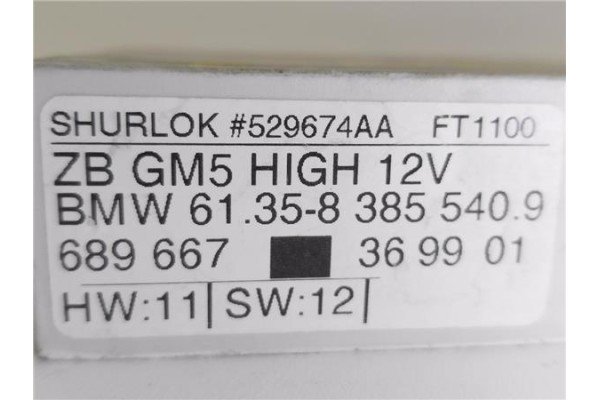 SHURLOK #529674AA FT1100
ZB GM5 HIGH 12V
BMW 61.35-8 385 540.9
689 667 36 99 01
HW:11 SW:12